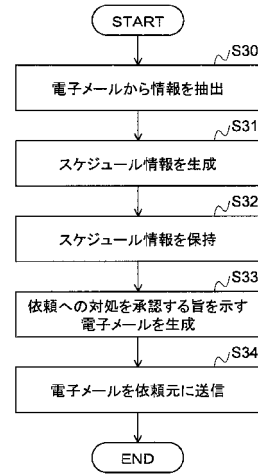 START
S30
電子メールから情報を抽出
S31
スケジュール情報を生成
S32
スケジュール情報を保持
S33
依頼への対処を承認する旨を示す
電子メールを生成
S34
電子メールを依頼元に送信
END